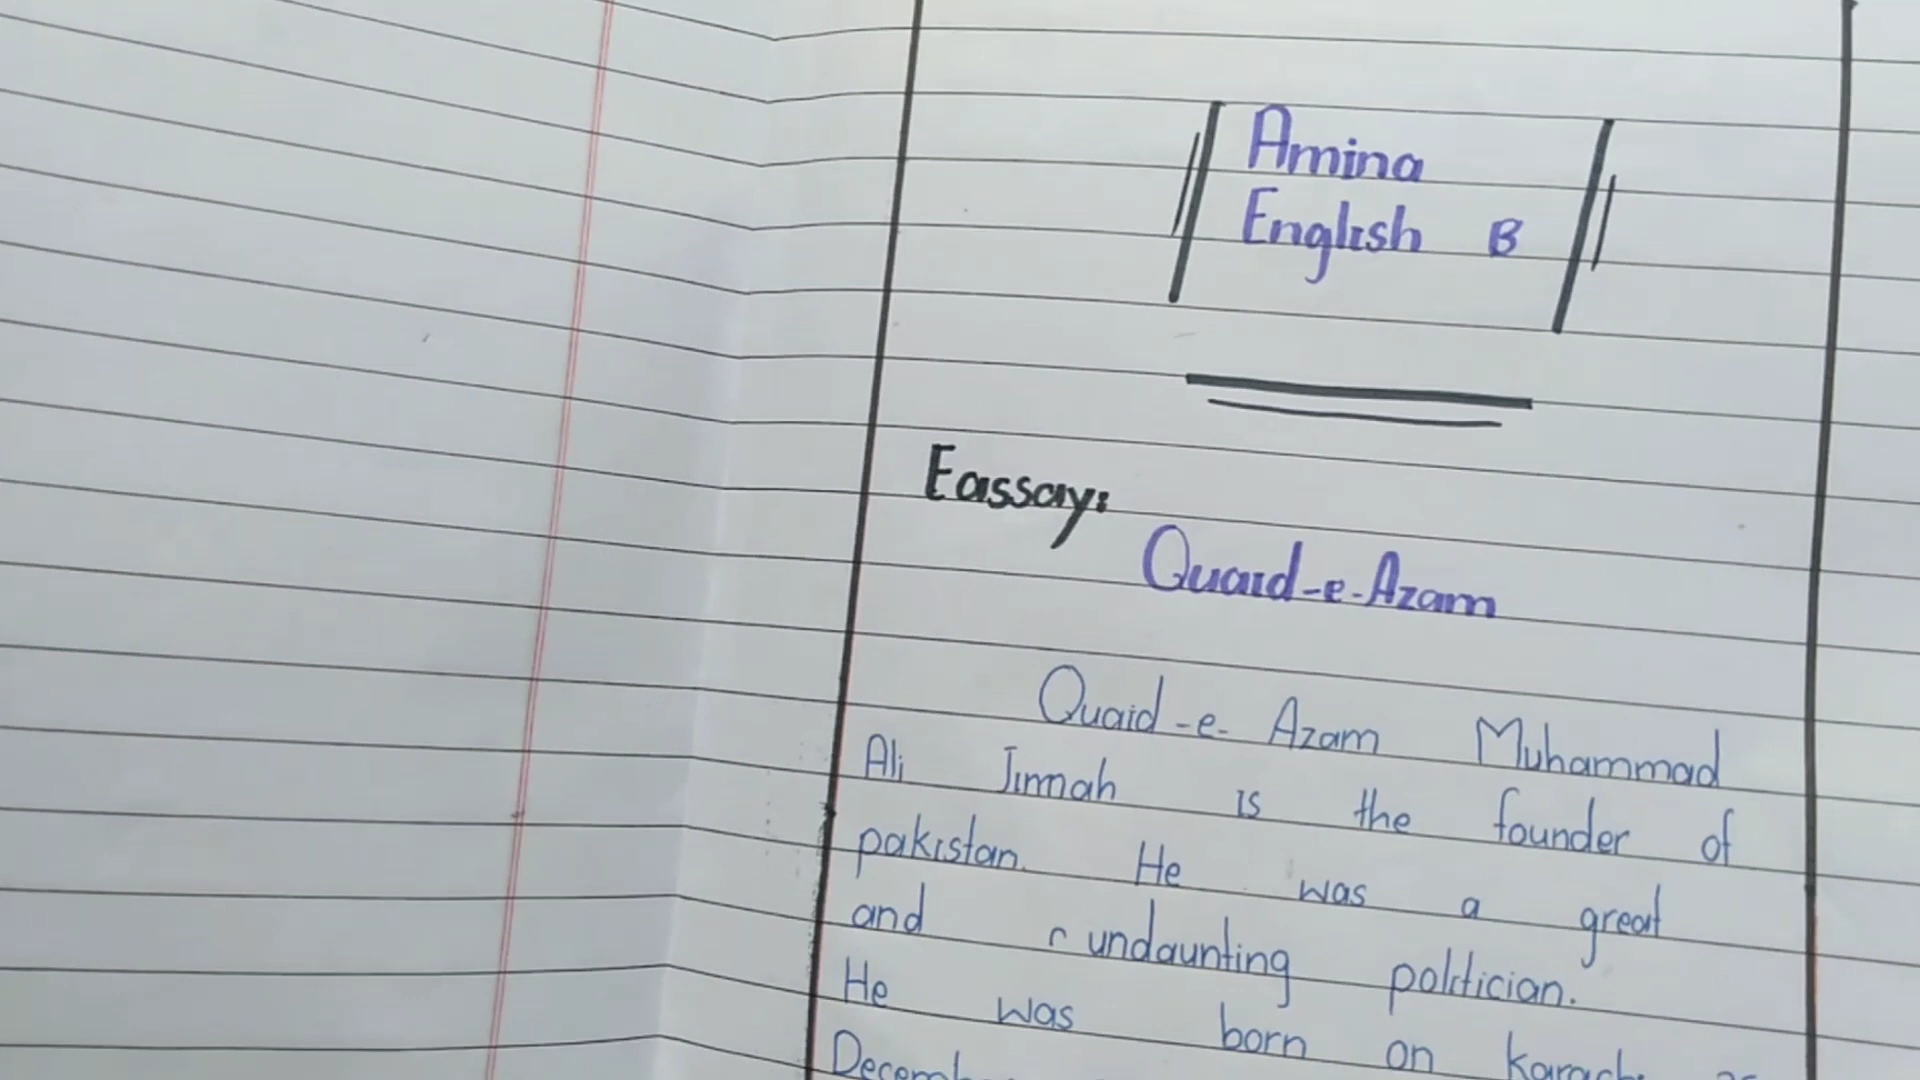 Amina
English B
Eassay:
Quaid-e-Azam
Quaid-e-Azam Muhammad
Ali Jinnah is the founder of
pakistan. He was a great
and undaunting politician.
He was born on